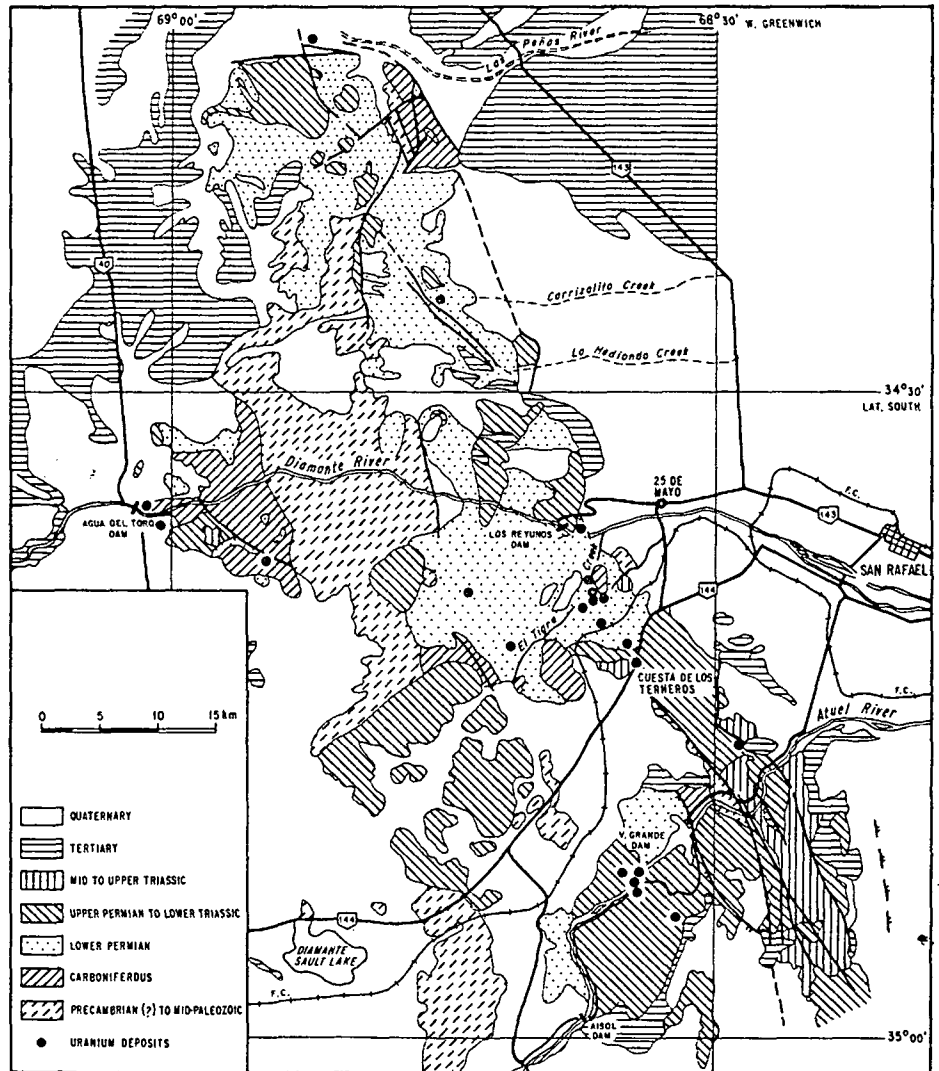 69° 00'
68° 30' W. GREENWICH
Las Peñas River
143
40
Carrizalito Creek
La Hedionda Creek
34° 30'
LAT. SOUTH
Diamante River
25 DE
MAYO
F.C.
143
AGUA DEL TORO
DAM
LOS REYUNOS
DAM
Creek
El Tigre
SAN RAFAEL
144
CUESTA DE LOS
TERNEROS
F.C.
Atuel River
0 5 10 15 km
V. GRANDE
DAM
QUATERNARY
TERTIARY
MID TO UPPER TRIASSIC
UPPER PERMIAN TO LOWER TRIASSIC
LOWER PERMIAN
CARBONIFERDUS
PRECAMBRIAN (?) TO MID-PALEOZOIC
URANIUM DEPOSITS
144
DIAMANTE
SAULT LAKE
F.C.
AISOL
DAM
35° 00'